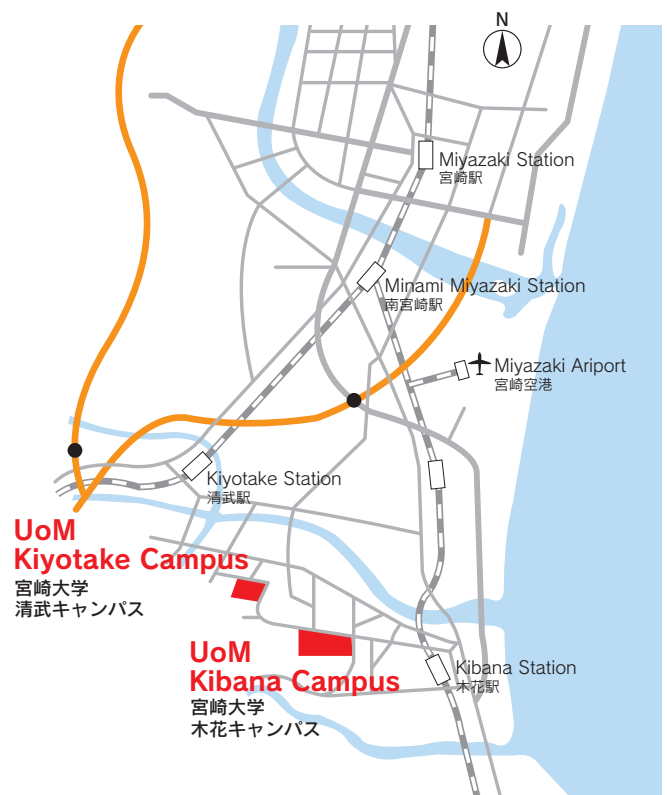 N
Miyazaki Station
宮崎駅
Minami Miyazaki Station
南宮崎駅
Miyazaki Ariport
宮崎空港
Kiyotake Station
清武駅
UoM
Kiyotake Campus
宮崎大学
清武キャンパス
UoM
Kibana Campus
宮崎大学
木花キャンパス
Kibana Station
木花駅